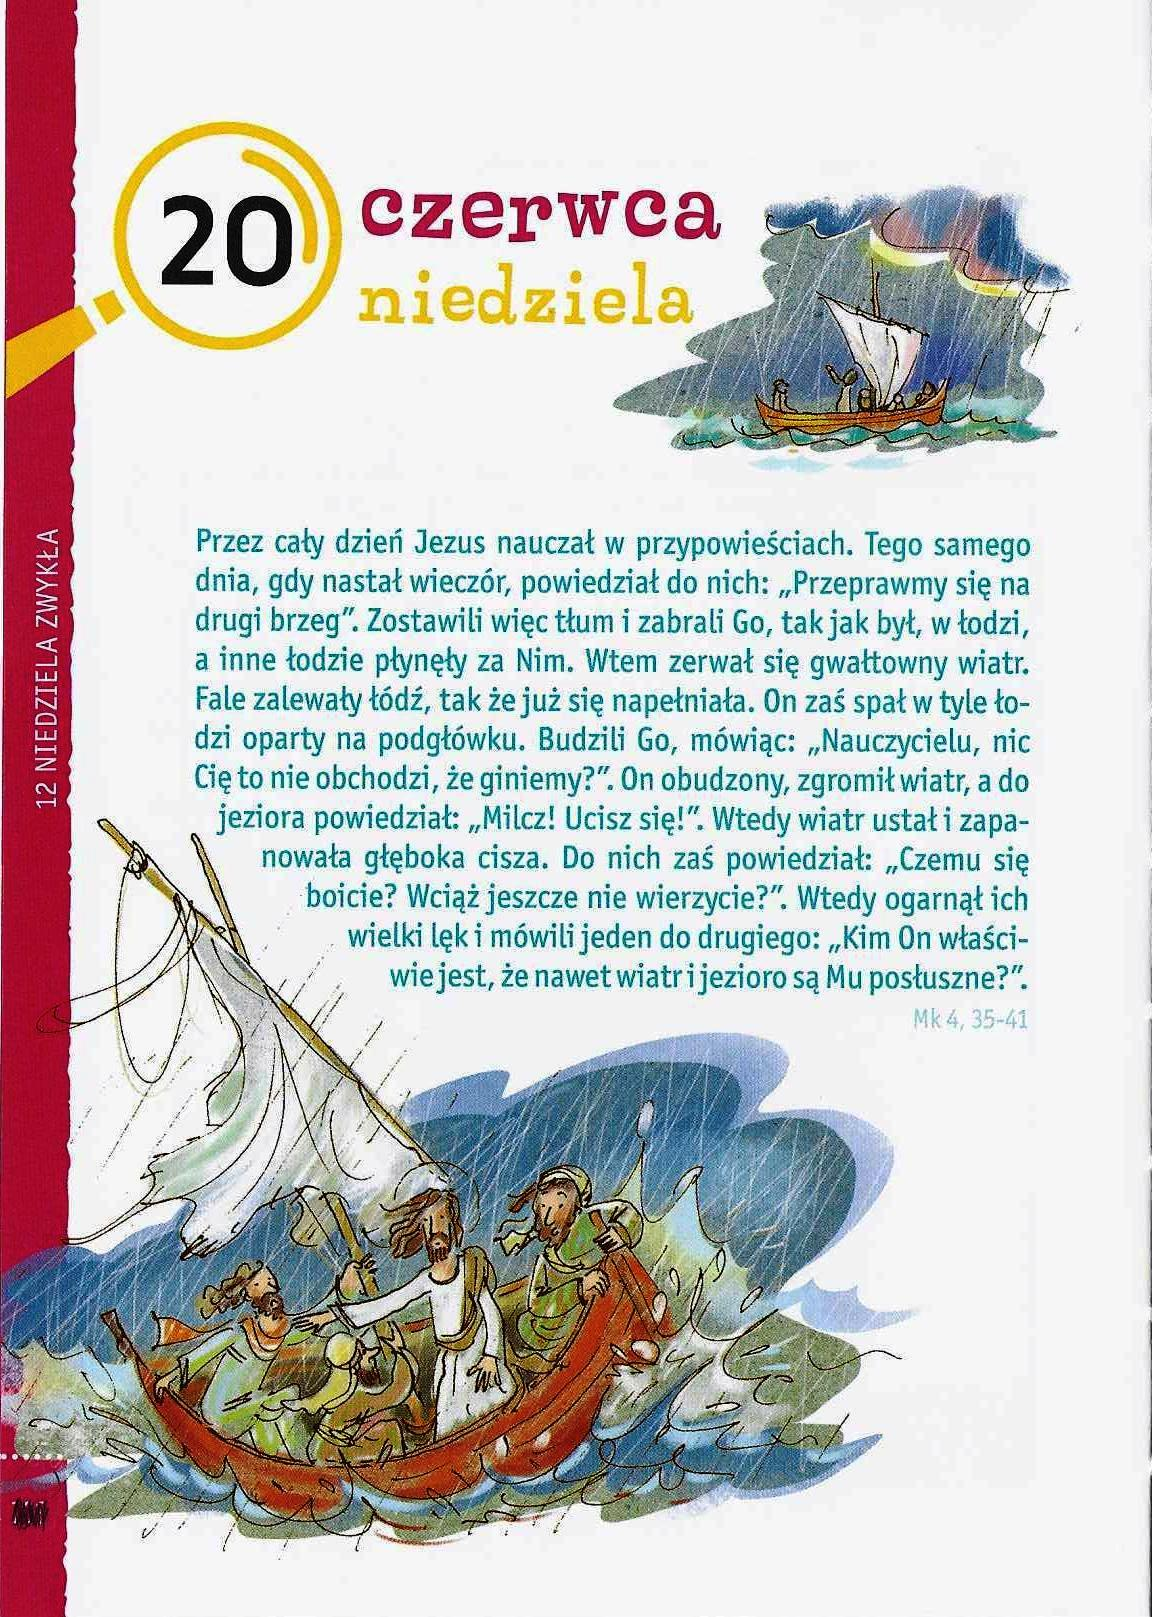 20
czerwca
niedziela
12 NIEDZIELA ZWYKŁA
Przez cały dzień Jezus nauczał w przypowieściach. Tego samego
dnia, gdy nastał wieczór, powiedział do nich: „Przeprawmy się na
drugi brzeg”. Zostawili więc tłum i zabrali Go, tak jak był, w łodzi,
a inne łodzie płynęły za Nim. Wtem zerwał się gwałtowny wiatr.
Fale zalewały łódź, tak że już się napełniała. On zaś spał w tyle ło-
dzi oparty na podgłówku. Budzili Go, mówiąc: „Nauczycielu, nic
Cię to nie obchodzi, że giniemy?”. On obudzony, zgromił wiatr, a do
jeziora powiedział: „Milcz! Ucisz się!”. Wtedy wiatr ustał i zapa-
nowała głęboka cisza. Do nich zaś powiedział: „Czemu się
boicie? Wciąż jeszcze nie wierzycie?”. Wtedy ogarnął ich
wielki lęk i mówili jeden do drugiego: „Kim On właści-
wie jest, że nawet wiatr i jezioro są Mu posłuszne?”.
Mk 4, 35-41